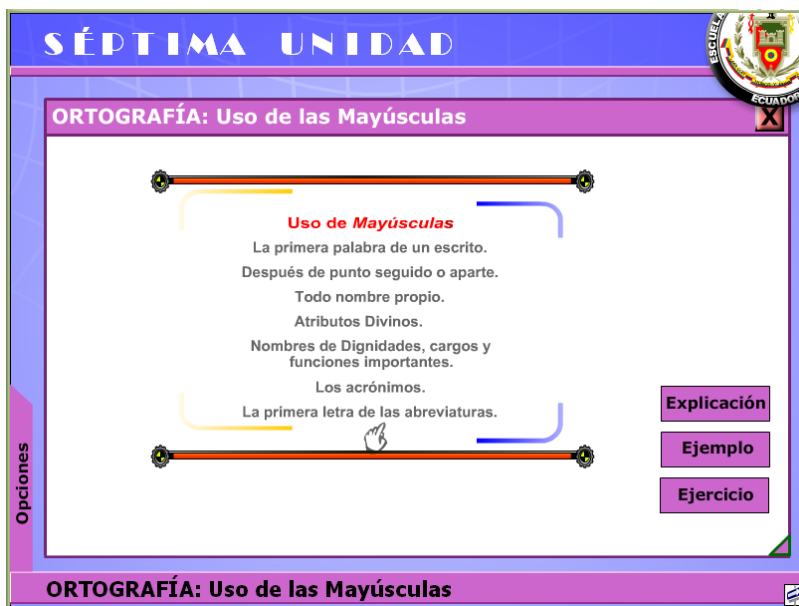 SÉPTIMA UNIDAD
ESCUELA
ECUADOR
ORTOGRAFÍA: Uso de las Mayúsculas
X
Uso de Mayúsculas
La primera palabra de un escrito.
Después de punto seguido o aparte.
Todo nombre propio.
Atributos Divinos.
Nombres de Dignidades, cargos y
funciones importantes.
Los acrónimos.
La primera letra de las abreviaturas.
Explicación
Ejemplo
Ejercicio
Opciones
ORTOGRAFÍA: Uso de las Mayúsculas